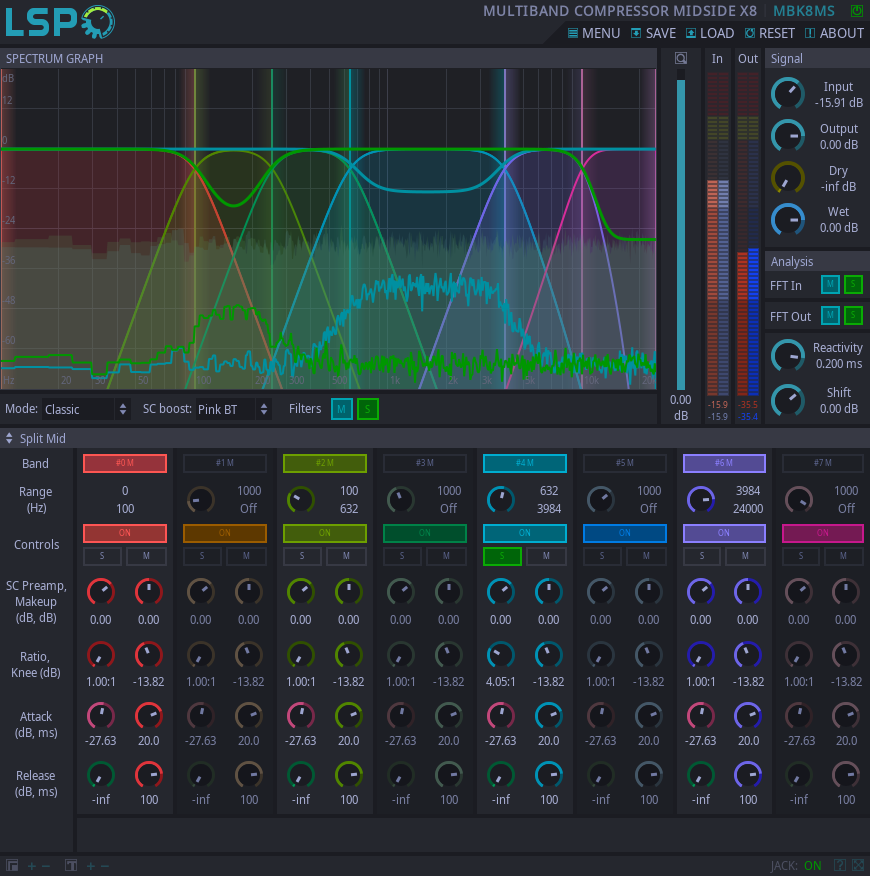 LSP
MULTIBAND COMPRESSOR MIDSIDE X8 MBK8MS
MENU SAVE LOAD RESET ABOUT
SPECTRUM GRAPH
In Out
Signal
dB
12
0
-12
-24
-36
-48
-60
Hz 20 30 50 100 200 300 500 1k 2k 3k 5k 10k 20k
0.00
dB
-15.9 -35.5
-15.9 -35.4
Input
-15.91 dB
Output
0.00 dB
Dry
-inf dB
Wet
0.00 dB
Analysis
FFT In M S
FFT Out M S
Reactivity
0.200 ms
Shift
0.00 dB
Mode: Classic SC boost: Pink BT Filters M S
Split Mid
Band #0 M #1 M #2 M #3 M #4 M #5 M #6 M #7 M
Range 0 1000 100 1000 632 1000 3984 1000
(Hz) 100 Off 632 Off 3984 Off 24000 Off
Controls ON ON ON ON ON ON ON ON
S M S M S M S M S M S M S M S M
SC Preamp,
Makeup
(dB, dB) 0.00 0.00 0.00 0.00 0.00 0.00 0.00 0.00 0.00 0.00 0.00 0.00 0.00 0.00 0.00 0.00
Ratio,
Knee (dB) 1.00:1 -13.82 1.00:1 -13.82 1.00:1 -13.82 1.00:1 -13.82 4.05:1 -13.82 1.00:1 -13.82 1.00:1 -13.82 1.00:1 -13.82
Attack
(dB, ms) -27.63 20.0 -27.63 20.0 -27.63 20.0 -27.63 20.0 -27.63 20.0 -27.63 20.0 -27.63 20.0 -27.63 20.0
Release
(dB, ms) -inf 100 -inf 100 -inf 100 -inf 100 -inf 100 -inf 100 -inf 100 -inf 100
JACK: ON